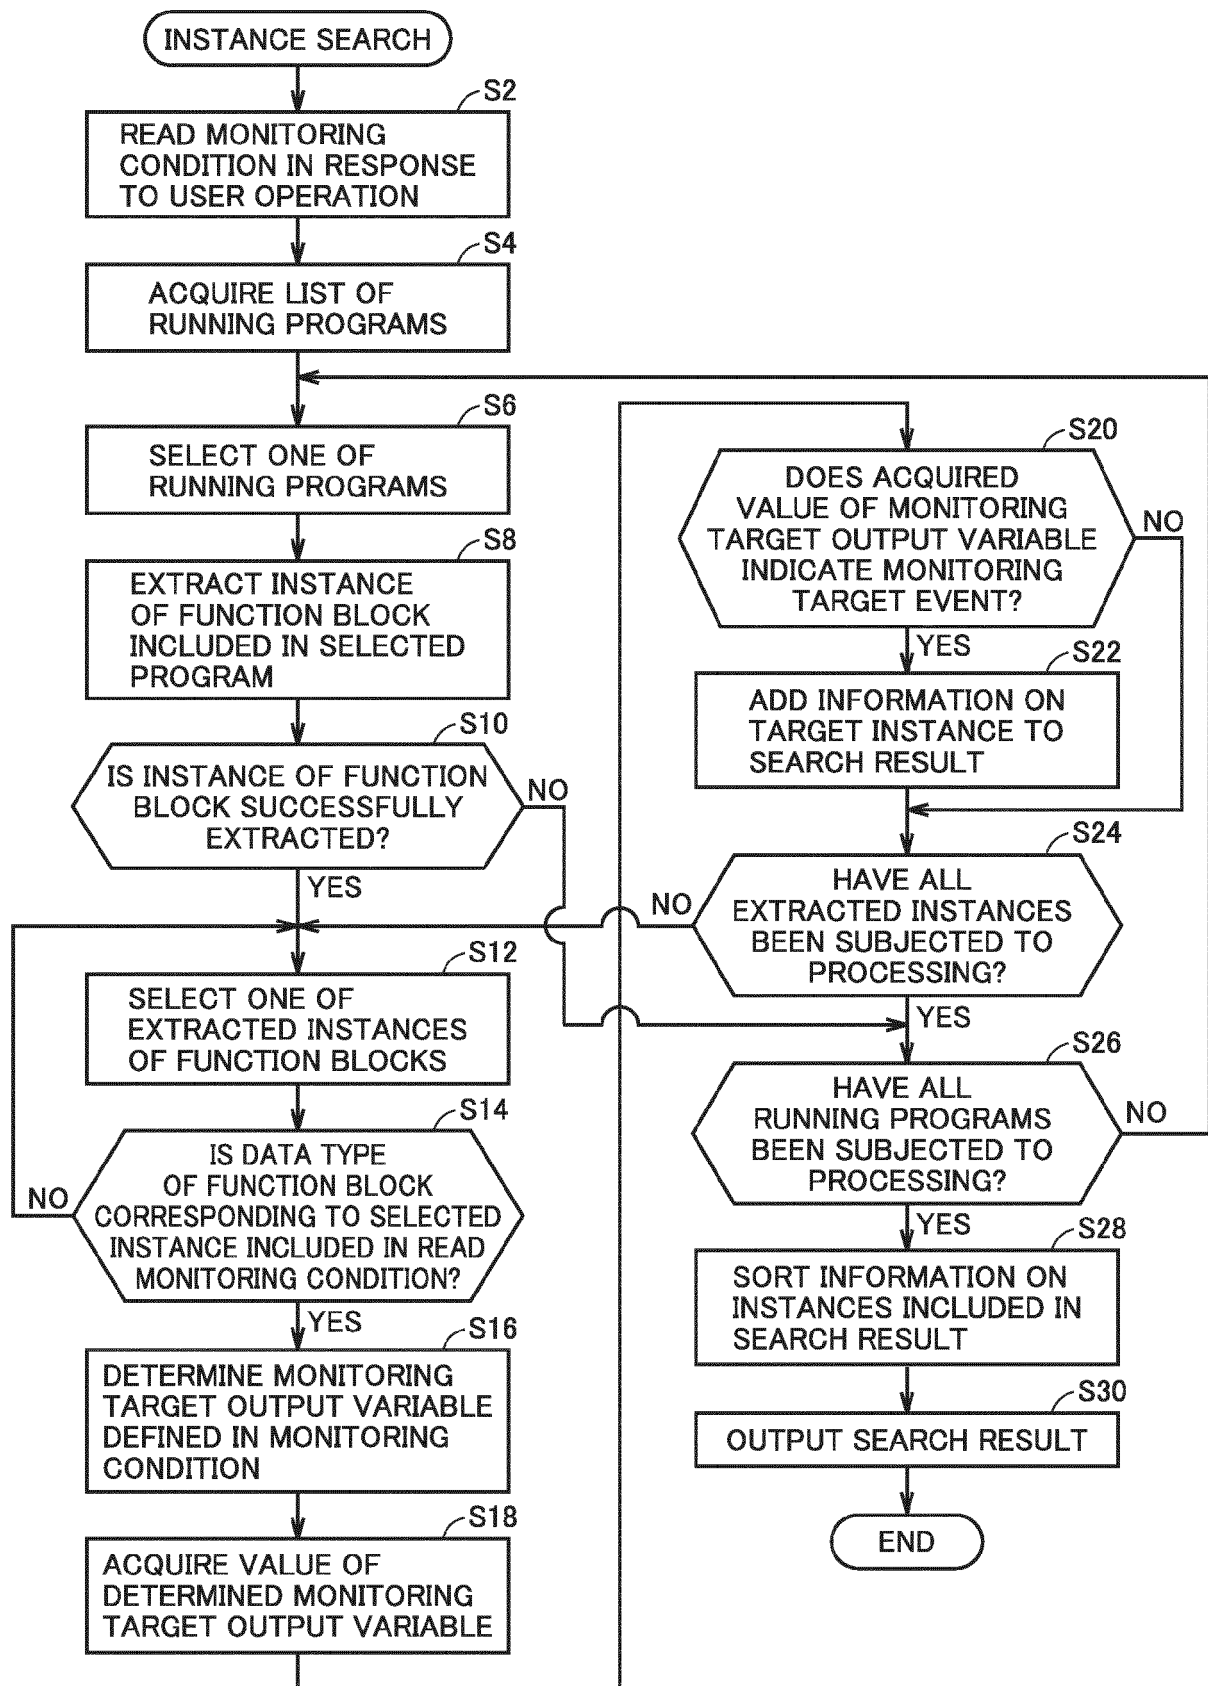 INSTANCE SEARCH
S2
READ MONITORING
CONDITION IN RESPONSE
TO USER OPERATION
S4
ACQUIRE LIST OF
RUNNING PROGRAMS
S6
SELECT ONE OF
RUNNING PROGRAMS
S8
EXTRACT INSTANCE
OF FUNCTION BLOCK
INCLUDED IN SELECTED
PROGRAM
S10
IS INSTANCE OF FUNCTION
BLOCK SUCCESSFULLY
EXTRACTED?
NO
YES
S12
SELECT ONE OF
EXTRACTED INSTANCES
OF FUNCTION BLOCKS
S14
IS DATA TYPE
OF FUNCTION BLOCK
CORRESPONDING TO SELECTED
INSTANCE INCLUDED IN READ
MONITORING CONDITION?
NO
YES
S16
DETERMINE MONITORING
TARGET OUTPUT VARIABLE
DEFINED IN MONITORING
CONDITION
S18
ACQUIRE VALUE OF
DETERMINED MONITORING
TARGET OUTPUT VARIABLE
S20
DOES ACQUIRED
VALUE OF MONITORING
TARGET OUTPUT VARIABLE
INDICATE MONITORING
TARGET EVENT?
NO
YES
S22
ADD INFORMATION ON
TARGET INSTANCE TO
SEARCH RESULT
S24
HAVE ALL
EXTRACTED INSTANCES
BEEN SUBJECTED TO
PROCESSING?
NO
YES
S26
HAVE ALL
RUNNING PROGRAMS
BEEN SUBJECTED TO
PROCESSING?
NO
YES
S28
SORT INFORMATION ON
INSTANCES INCLUDED IN
SEARCH RESULT
S30
OUTPUT SEARCH RESULT
END